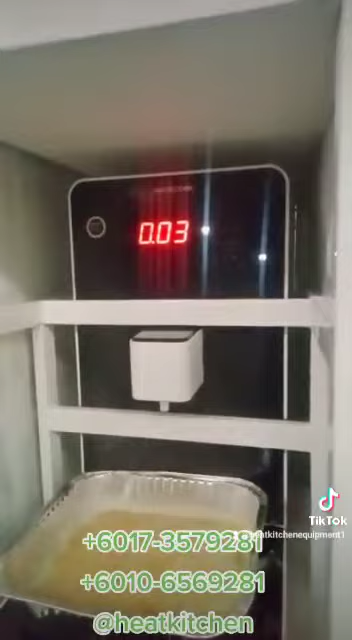 0.03
TikTok
@heatkitchenequipment1
+6017-3579281
+6010-6569281
@heatkitchen